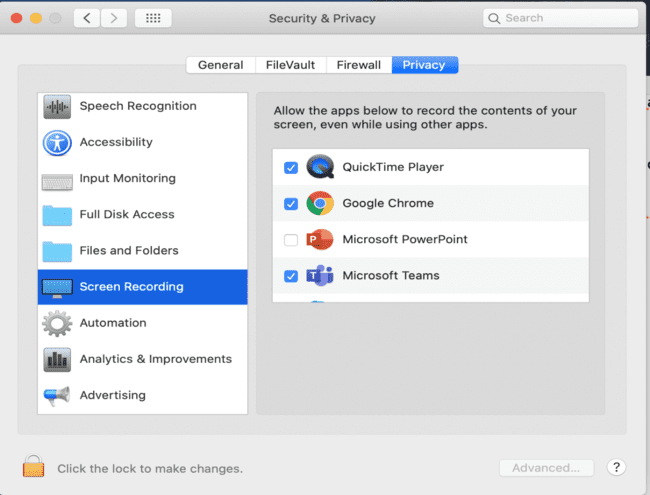 Security & Privacy
Search
General
FileVault
Firewall
Privacy
Speech Recognition
Accessibility
Input Monitoring
Full Disk Access
Files and Folders
Screen Recording
Automation
Analytics & Improvements
Advertising
Allow the apps below to record the contents of your
screen, even while using other apps.
QuickTime Player
Google Chrome
Microsoft PowerPoint
Microsoft Teams
Click the lock to make changes.
Advanced...
?